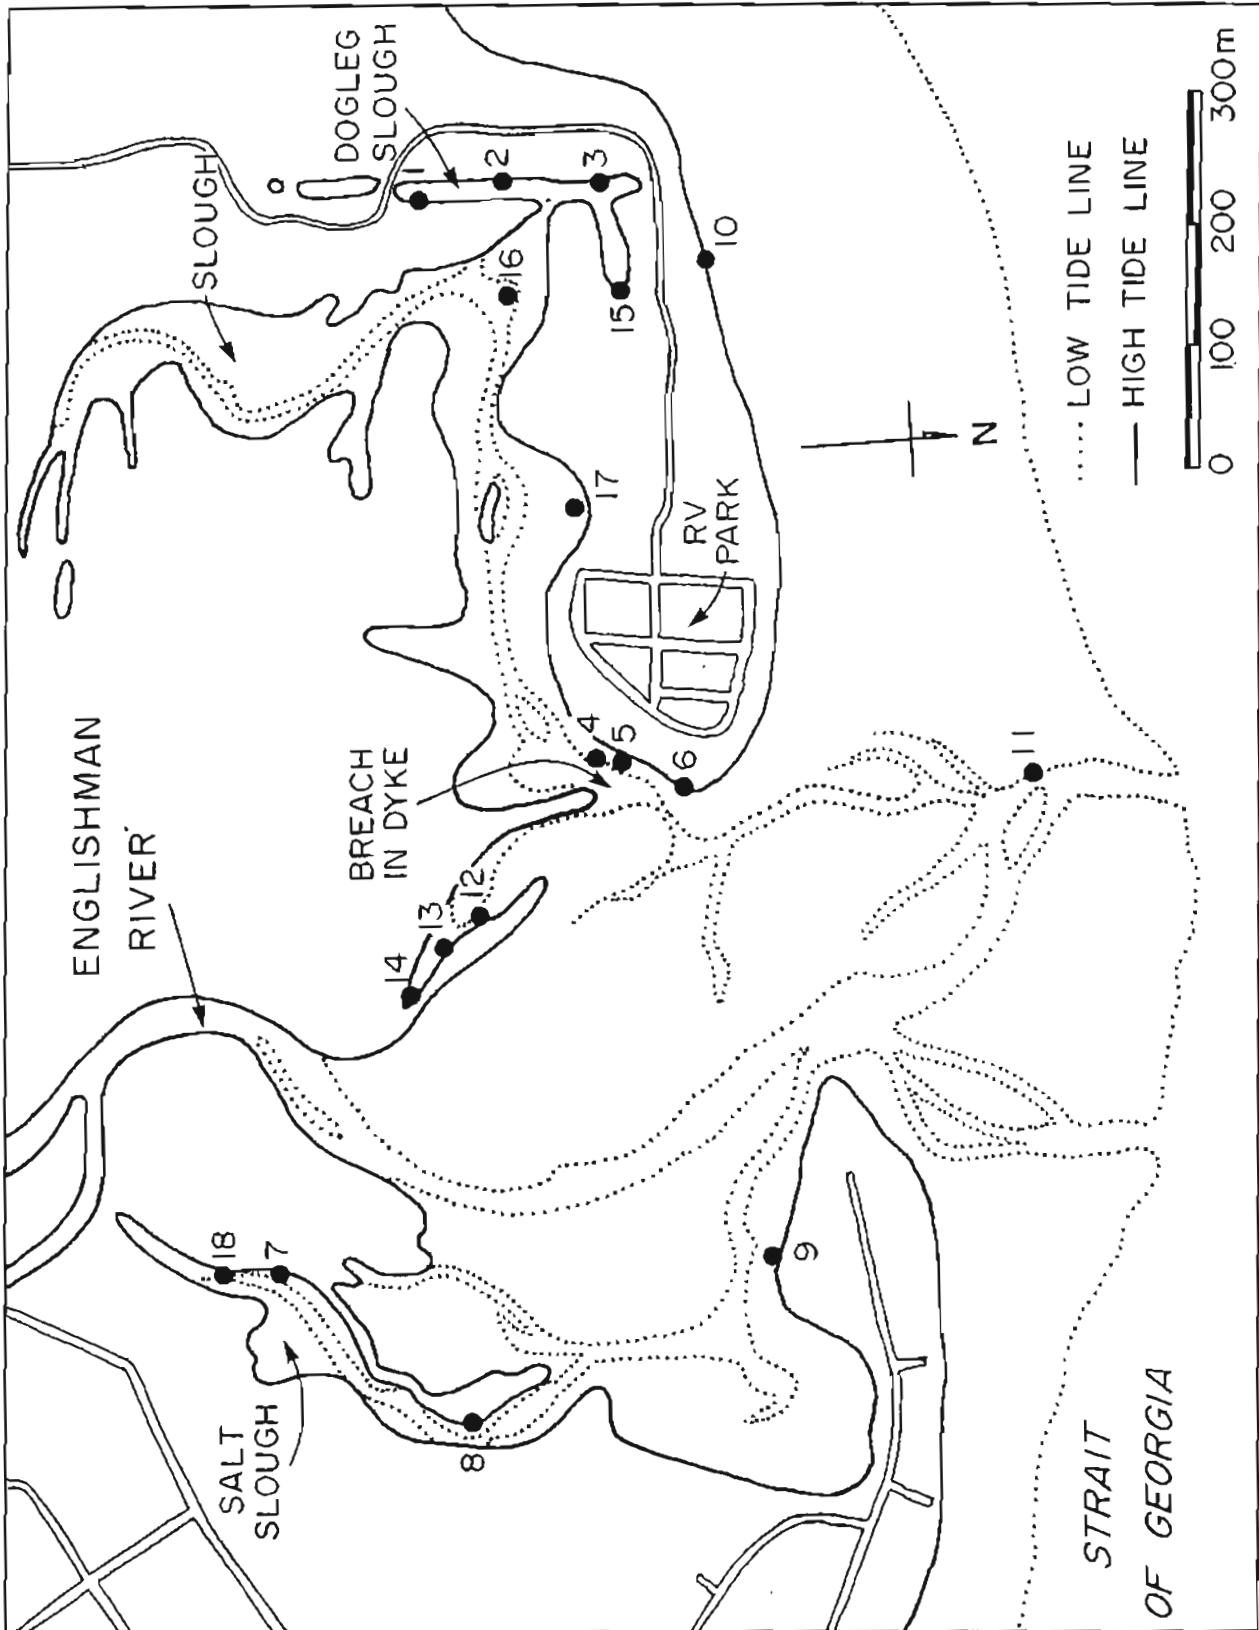 ENGLISHMAN
RIVER
SLOUGH
DOGLEG
SLOUGH
BREACH
IN DYKE
RV
PARK
SALT
SLOUGH
1
2
3
4
5
6
7
8
9
10
11
12
13
14
15
16
17
18
N
LOW TIDE LINE
HIGH TIDE LINE
0 100 200 300m
STRAIT
OF GEORGIA